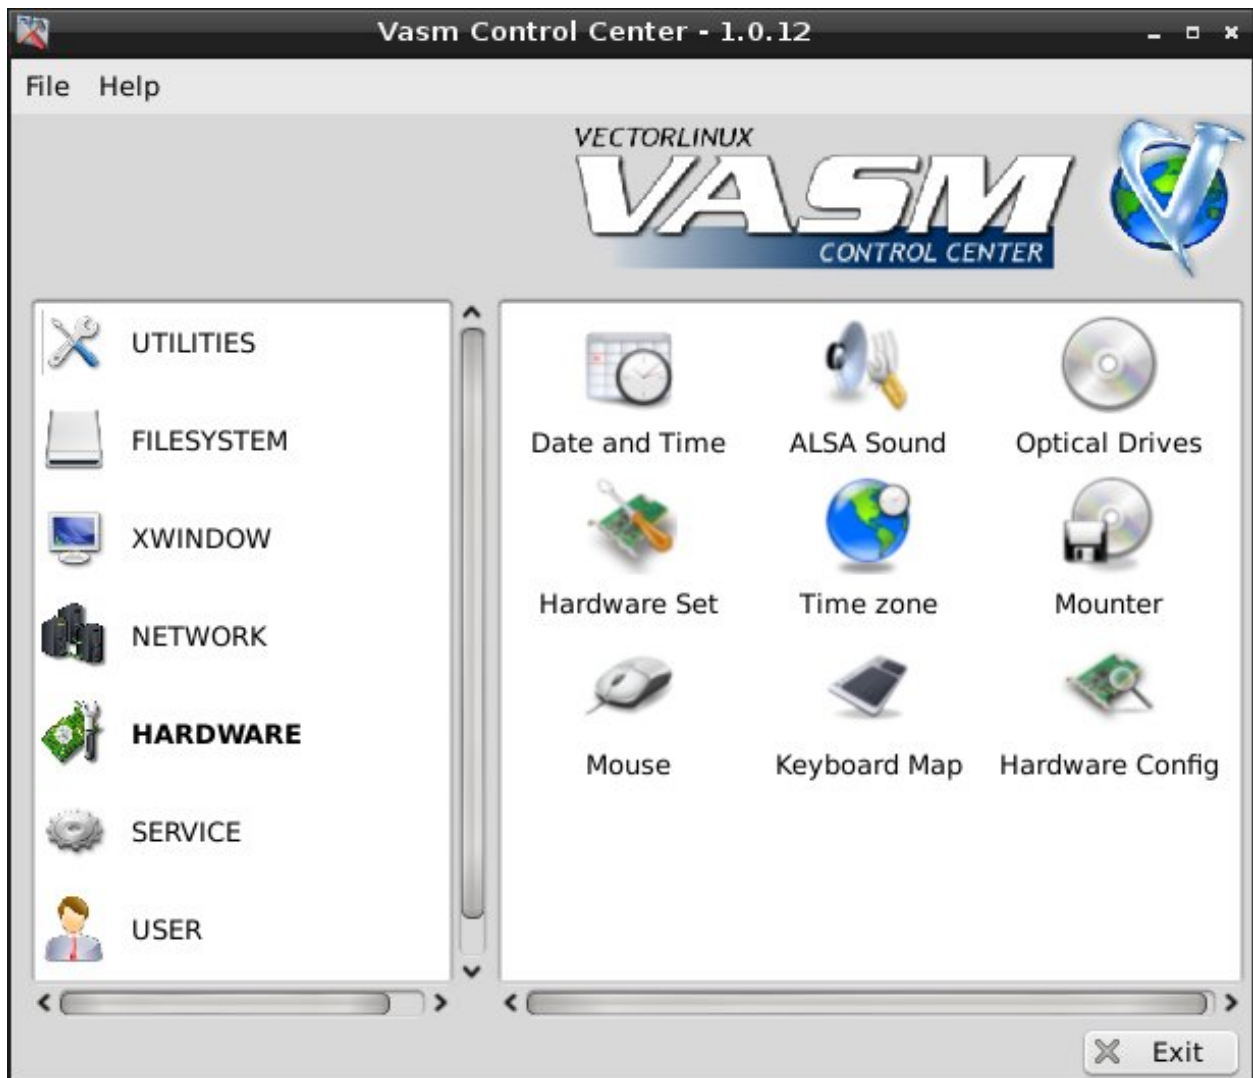 Vasm Control Center - 1.0.12
File Help
VECTORLINUX
VASM
CONTROL CENTER
UTILITIES
FILESYSTEM
XWINDOW
NETWORK
HARDWARE
SERVICE
USER
Date and Time
ALSA Sound
Optical Drives
Hardware Set
Time zone
Mounter
Mouse
Keyboard Map
Hardware Config
Exit